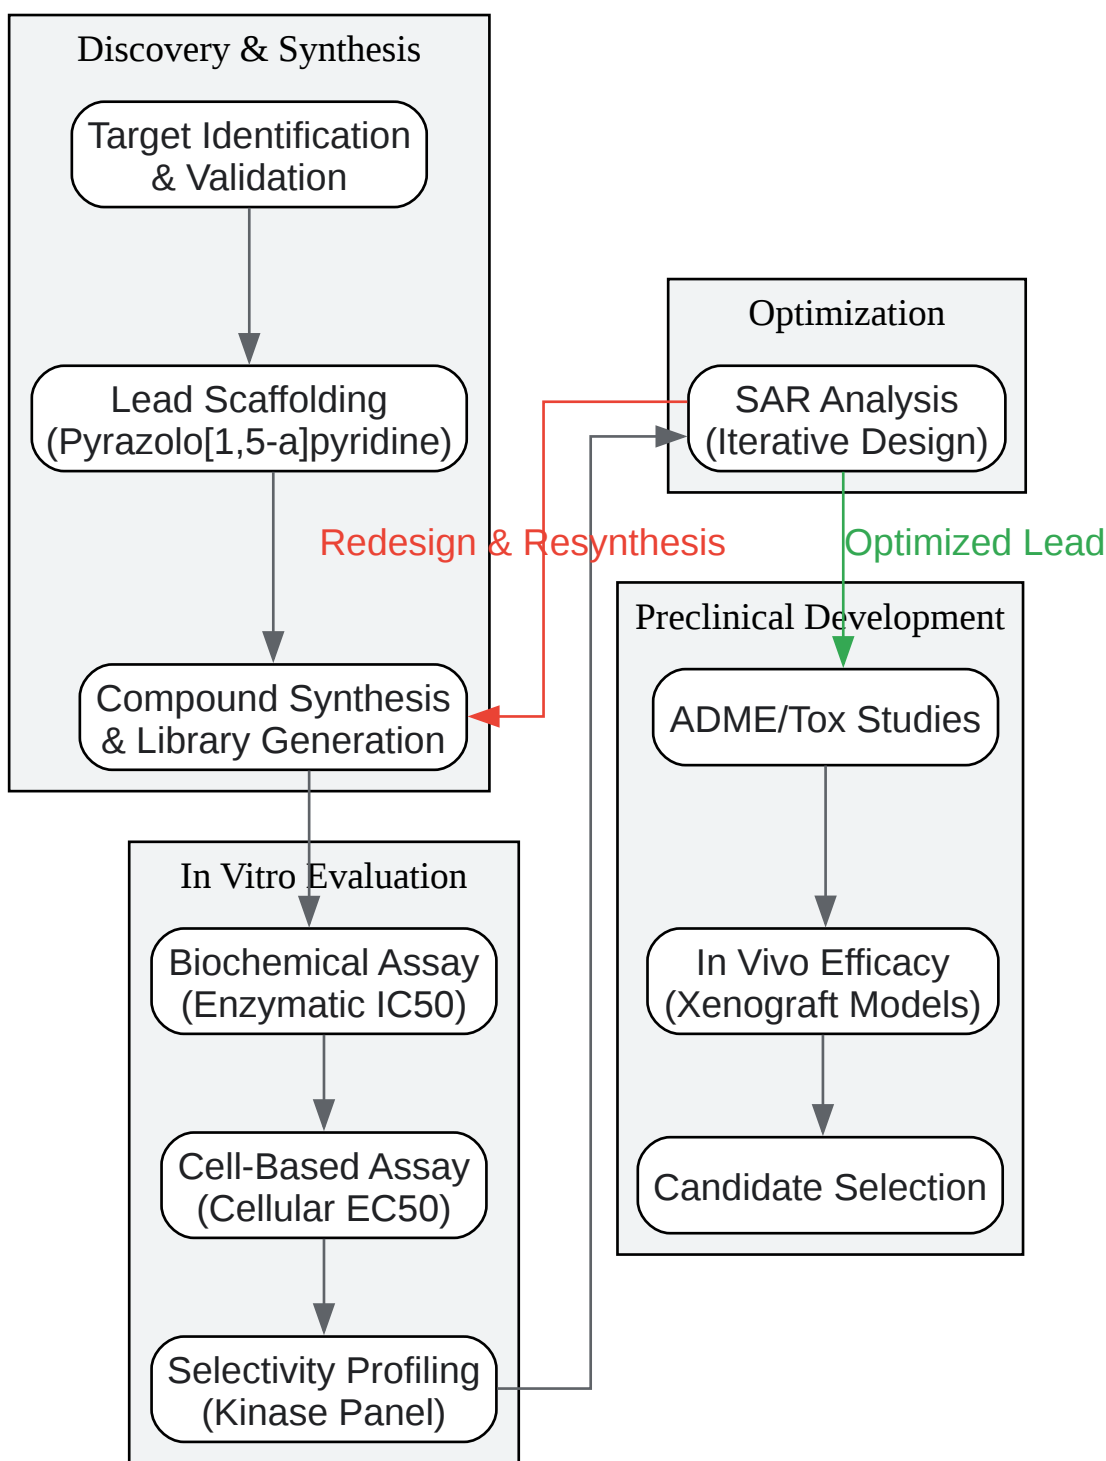 Discovery & Synthesis
Target Identification
& Validation
Lead Scaffolding
(Pyrazolo[1,5-a]pyridine)
Compound Synthesis
& Library Generation
Redesign & Resynthesis
In Vitro Evaluation
Biochemical Assay
(Enzymatic IC50)
Cell-Based Assay
(Cellular EC50)
Selectivity Profiling
(Kinase Panel)
Optimization
SAR Analysis
(Iterative Design)
Optimized Lead
Preclinical Development
ADME/Tox Studies
In Vivo Efficacy
(Xenograft Models)
Candidate Selection